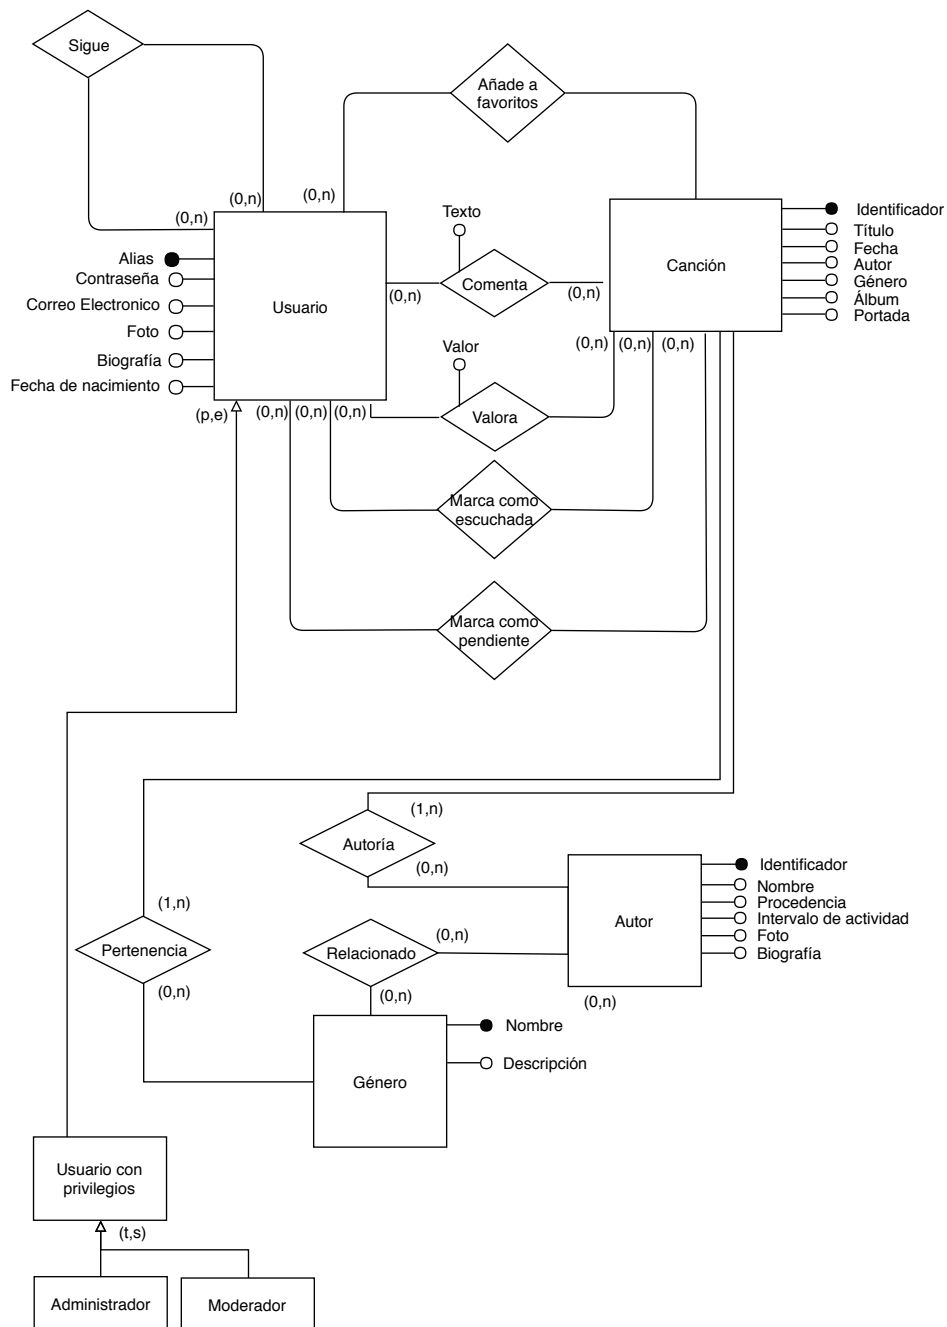 Sigue
Añade a
favoritos
(0,n)
(0,n)
(0,n)
Texto
Identificador
Título
Fecha
Autor
Género
Álbum
Portada
Canción
Alias
Contraseña
Correo Electronico
Foto
Biografía
Fecha de nacimiento
Usuario
(0,n)
Comenta
(0,n)
Valor
(0,n)
(0,n)
(0,n)
(p,e)
(0,n)
(0,n)
(0,n)
Valora
Marca como
escuchada
Marca como
pendiente
(1,n)
Autoría
(0,n)
Identificador
Nombre
Procedencia
Intervalo de actividad
Foto
Biografía
Autor
(1,n)
Pertenencia
(0,n)
Relacionado
(0,n)
(0,n)
(0,n)
Nombre
Descripción
Género
Usuario con
privilegios
(t,s)
Administrador
Moderador